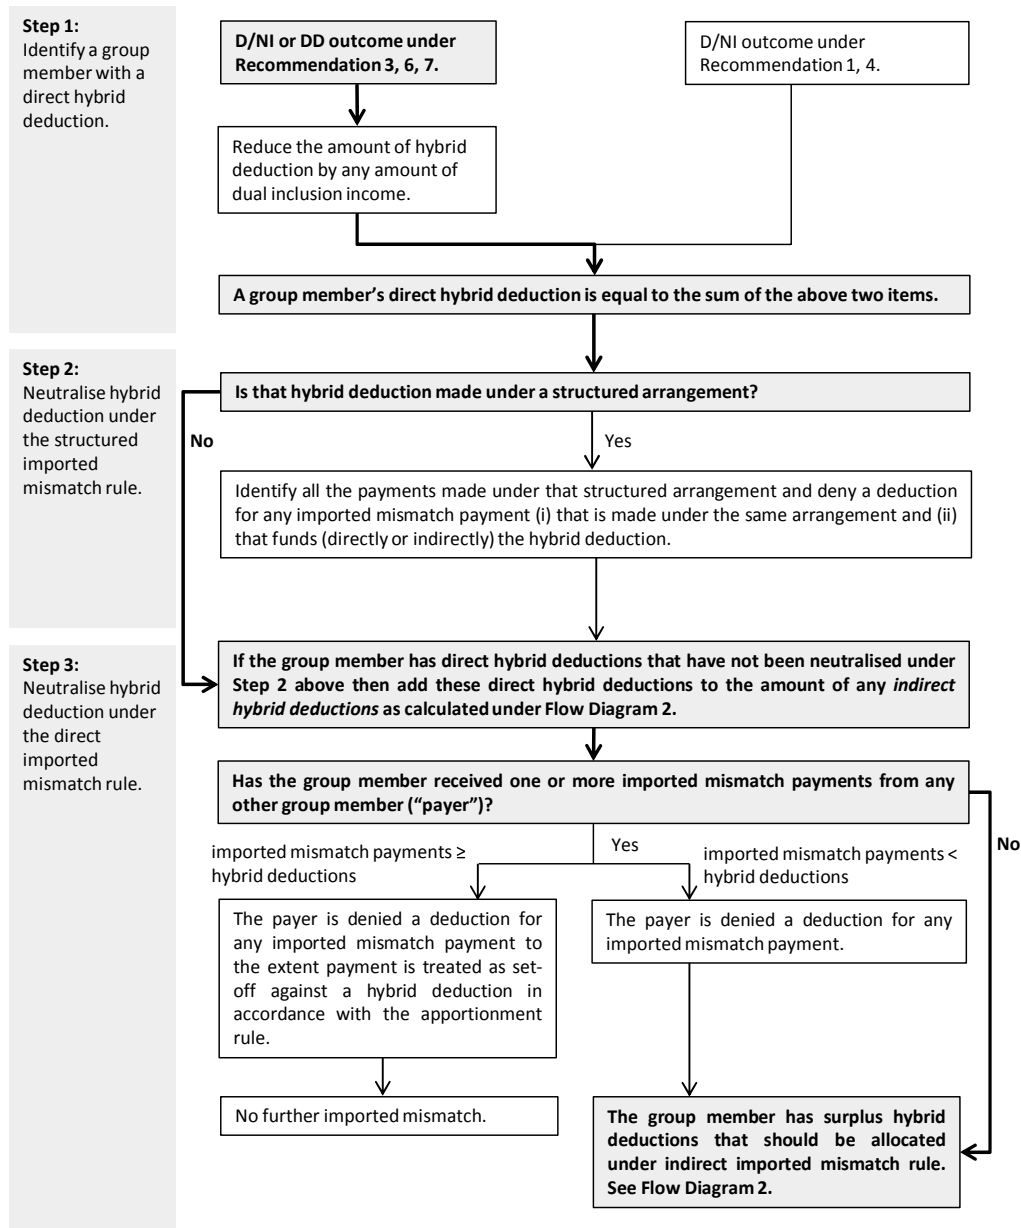 Step 1:
Identify a group
member with a
direct hybrid
deduction.
D/NI or DD outcome under
Recommendation 3, 6, 7.
D/NI outcome under
Recommendation 1, 4.
Reduce the amount of hybrid
deduction by any amount of
dual inclusion income.
A group member’s direct hybrid deduction is equal to the sum of the above two items.
Step 2:
Neutralise hybrid
deduction under
the structured
imported
mismatch rule.
Is that hybrid deduction made under a structured arrangement?
No
Yes
Identify all the payments made under that structured arrangement and deny a deduction
for any imported mismatch payment (i) that is made under the same arrangement and (ii)
that funds (directly or indirectly) the hybrid deduction.
Step 3:
Neutralise hybrid
deduction under
the direct
imported
mismatch rule.
If the group member has direct hybrid deductions that have not been neutralised under
Step 2 above then add these direct hybrid deductions to the amount of any indirect
hybrid deductions as calculated under Flow Diagram 2.
Has the group member received one or more imported mismatch payments from any
other group member (“payer”)?
No
Yes
imported mismatch payments ≥
hybrid deductions
imported mismatch payments <
hybrid deductions
The payer is denied a deduction for
any imported mismatch payment to
the extent payment is treated as set-
off against a hybrid deduction in
accordance with the apportionment
rule.
The payer is denied a deduction for any
imported mismatch payment.
No further imported mismatch.
The group member has surplus hybrid
deductions that should be allocated
under indirect imported mismatch rule.
See Flow Diagram 2.